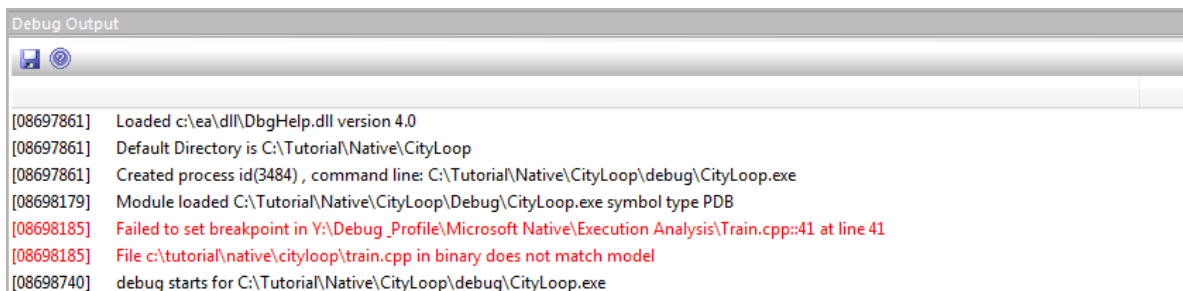 Debug Output
[08697861] Loaded c:\ea\dll\DbgHelp.dll version 4.0
[08697861] Default Directory is C:\Tutorial\Native\CityLoop
[08697861] Created process id(3484) , command line: C:\Tutorial\Native\CityLoop\debug\CityLoop.exe
[08698179] Module loaded C:\Tutorial\Native\CityLoop\Debug\CityLoop.exe symbol type PDB
[08698185] Failed to set breakpoint in Y:\Debug _Profile\Microsoft Native\Execution Analysis\Train.cpp::41 at line 41
[08698185] File c:\tutorial\native\cityloop\train.cpp in binary does not match model
[08698740] debug starts for C:\Tutorial\Native\CityLoop\debug\CityLoop.exe